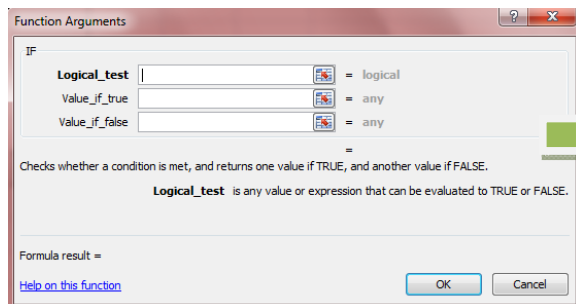 Function Arguments
IF
Logical_test = logical
Value_if_true = any
Value_if_false = any
=
Checks whether a condition is met, and returns one value if TRUE, and another value if FALSE.
Logical_test is any value or expression that can be evaluated to TRUE or FALSE.
Formula result =
Help on this function OK Cancel